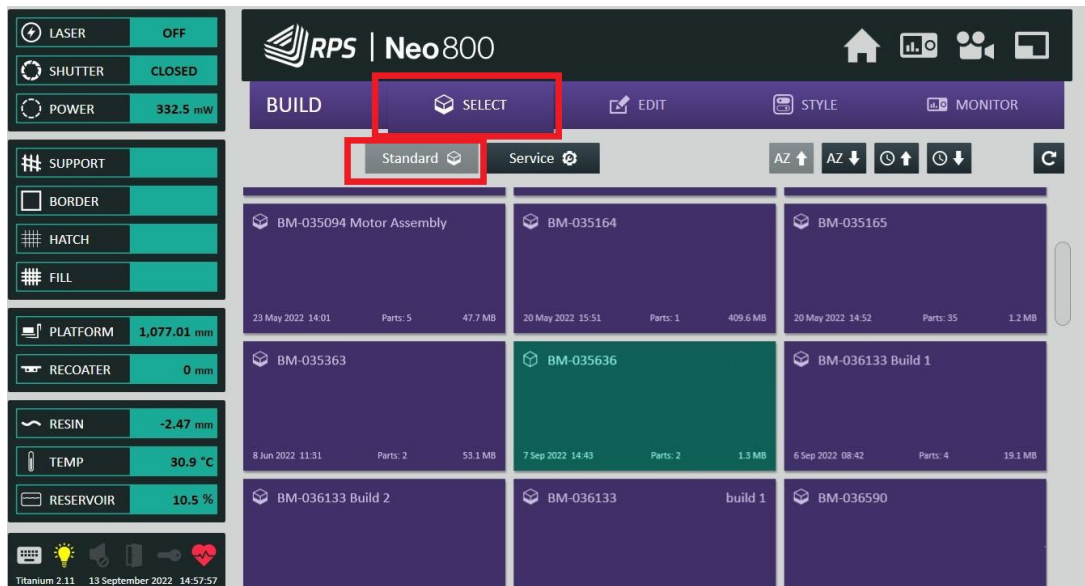 LASER OFF
SHUTTER CLOSED
POWER 332.5 mW
SUPPORT
BORDER
HATCH
FILL
PLATFORM 1,077.01 mm
RECOATER 0 mm
RESIN -2.47 mm
TEMP 30.9 °C
RESERVOIR 10.5 %
Titanium 2.11 13 September 2022 14:57:57
RPS | Neo800
BUILD SELECT EDIT STYLE MONITOR
Standard Service AZ AZ
BM-035094 Motor Assembly
23 May 2022 14:01 Parts: 5 47.7 MB
BM-035164
20 May 2022 15:51 Parts: 1 409.6 MB
BM-035165
20 May 2022 14:52 Parts: 35 1.2 MB
BM-035363
8 Jun 2022 11:31 Parts: 2 53.1 MB
BM-035636
7 Sep 2022 14:43 Parts: 2 1.3 MB
BM-036133 Build 1
6 Sep 2022 08:42 Parts: 4 19.1 MB
BM-036133 Build 2
BM-036133 build 1
BM-036590